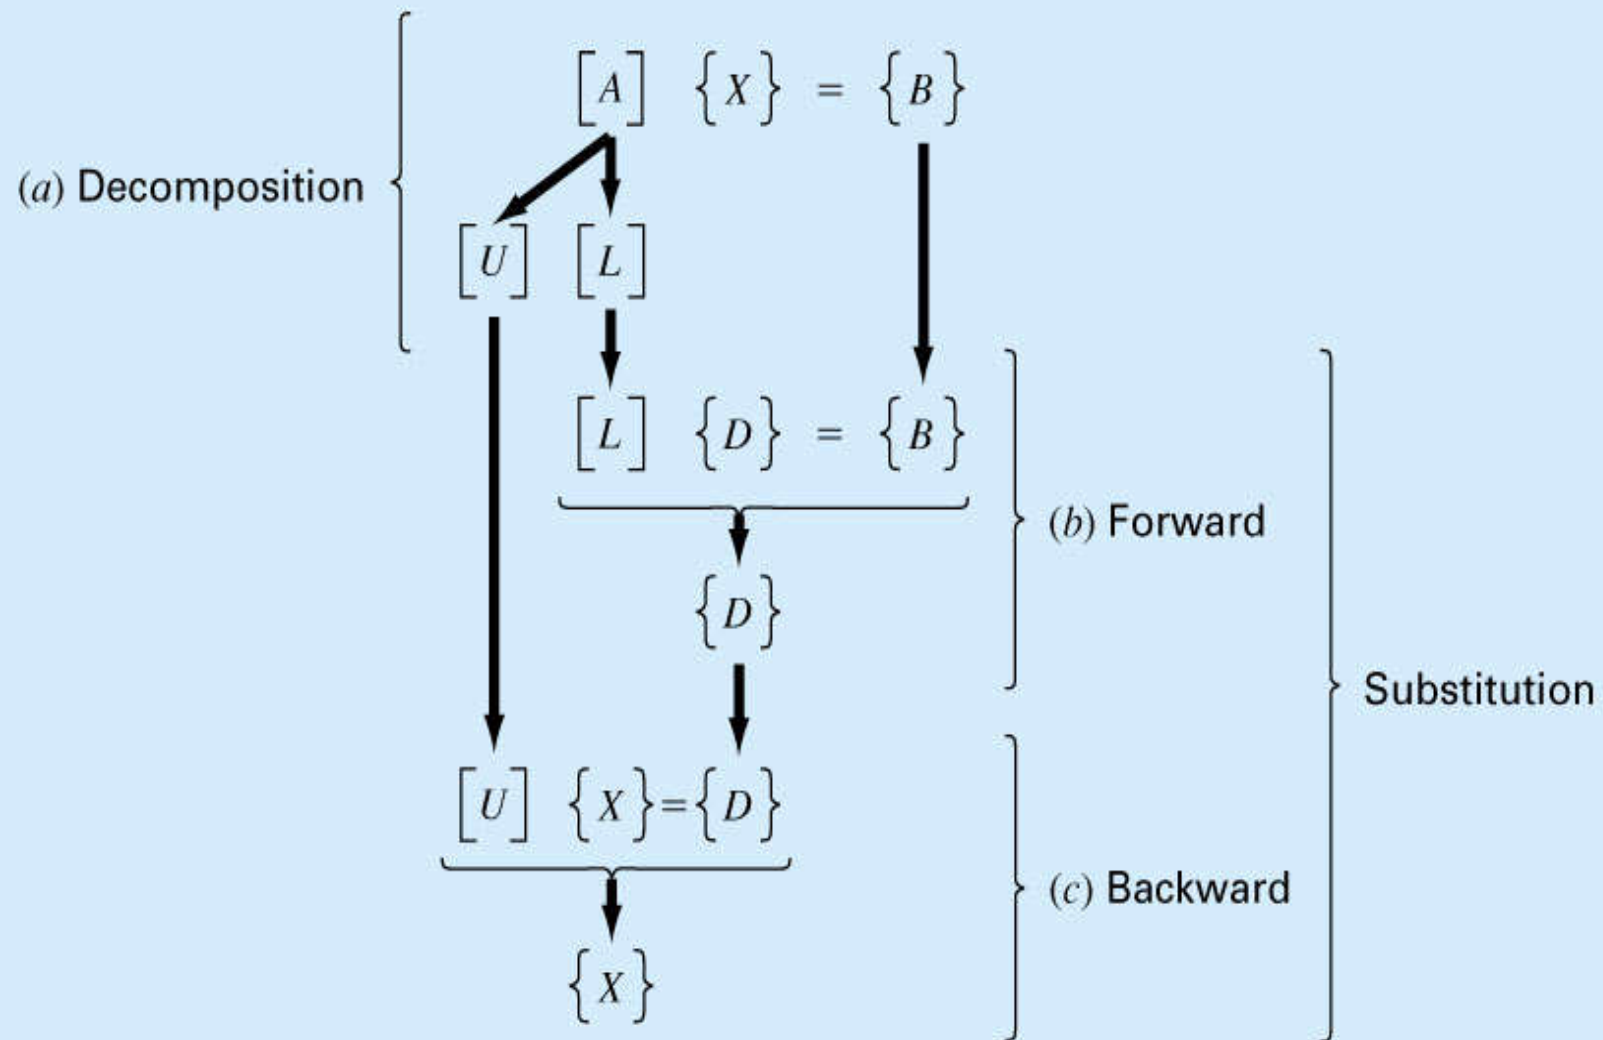 [A] {X} = {B}
(a) Decomposition
[U] [L]
[L] {D} = {B}
(b) Forward
{D}
Substitution
[U] {X}={D}
(c) Backward
{X}